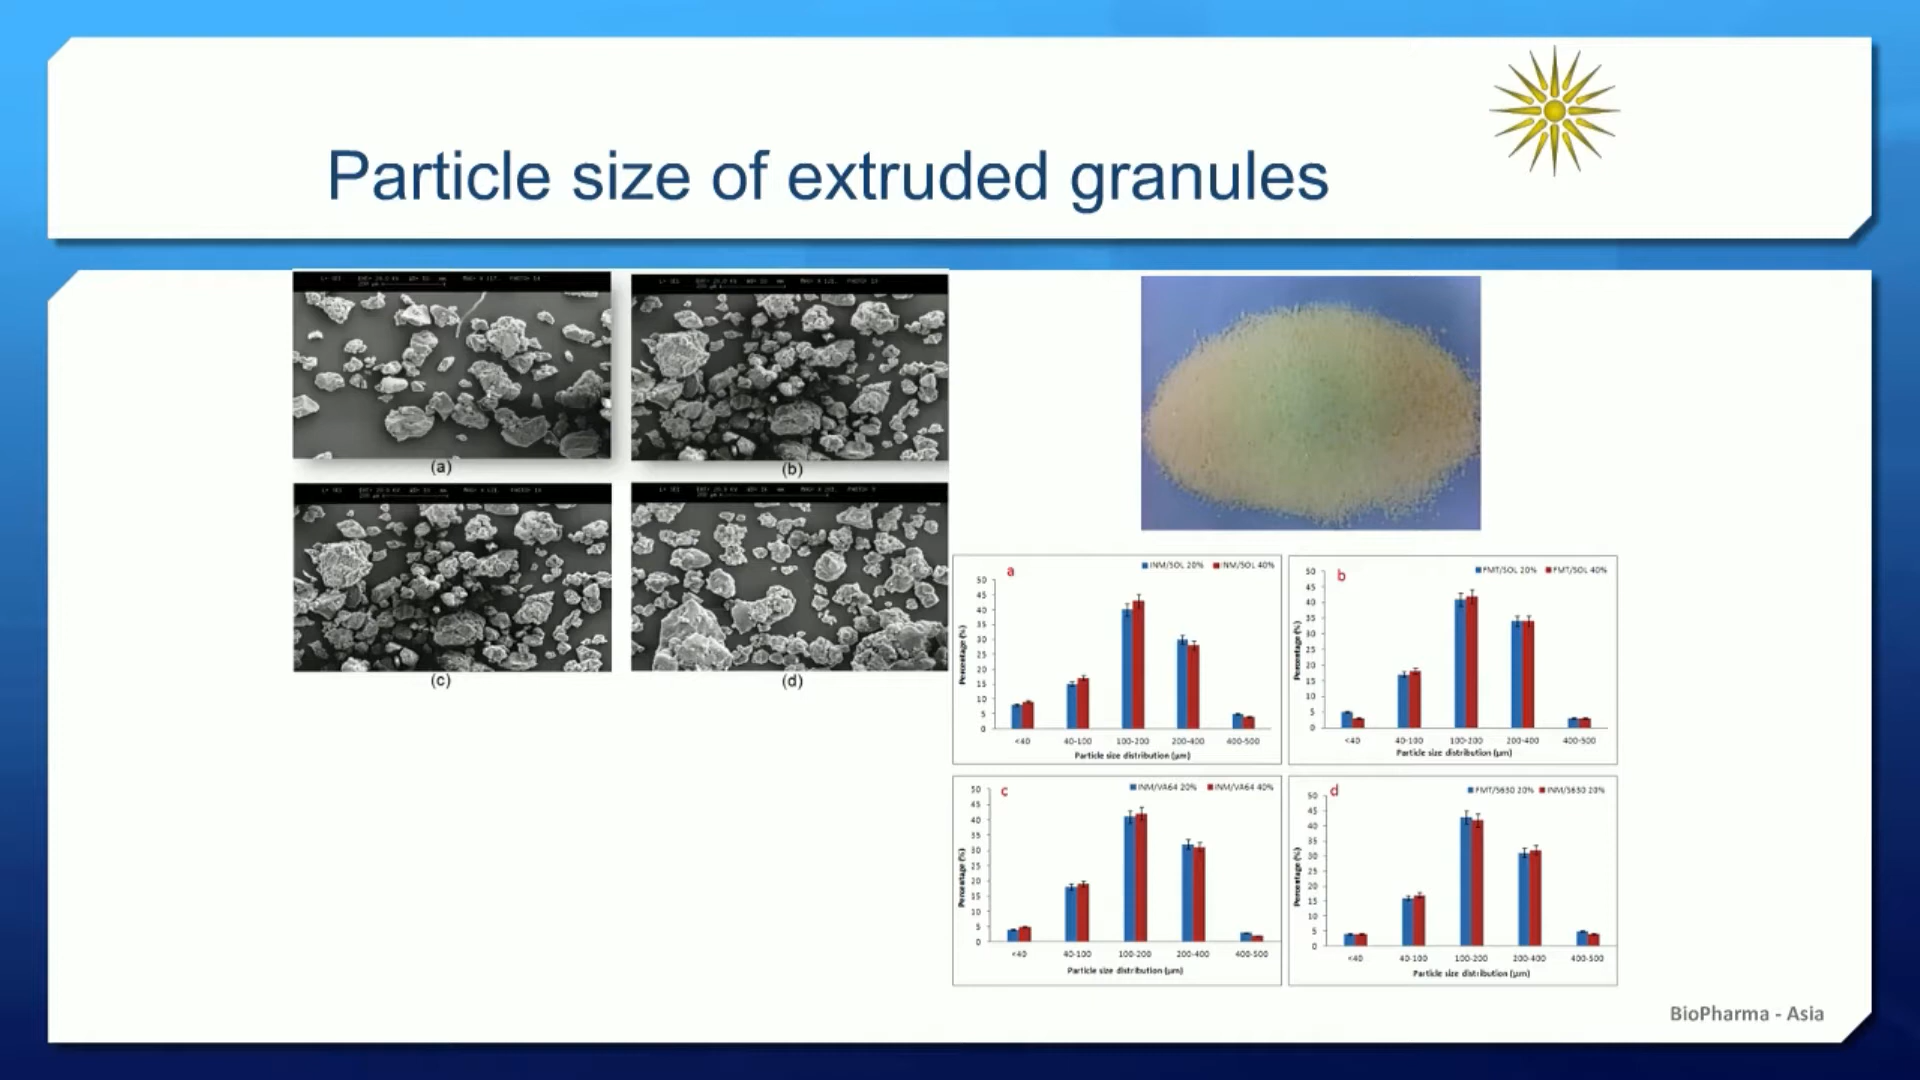 Particle size of extruded granules
(a)
(b)
(c)
(d)
a
INM/SOL 20% INM/SOL 40%
Percentage (%)
50
45
40
35
30
25
20
15
10
5
0
<40 40-100 100-200 200-400 400-500
Particle size distribution (μm)
b
FMT/SOL 20% FMT/SOL 40%
Percentage (%)
50
45
40
35
30
25
20
15
10
5
0
<40 40-100 100-200 200-400 400-500
Particle size distribution (μm)
c
INM/VA64 20% INM/VA64 40%
Percentage (%)
50
45
40
35
30
25
20
15
10
5
0
<40 40-100 100-200 200-400 400-500
Particle size distribution (μm)
d
FMT/S630 20% INM/S630 20%
Percentage (%)
50
45
40
35
30
25
20
15
10
5
0
<40 40-100 100-200 200-400 400-500
Particle size distribution (μm)
BioPharma - Asia